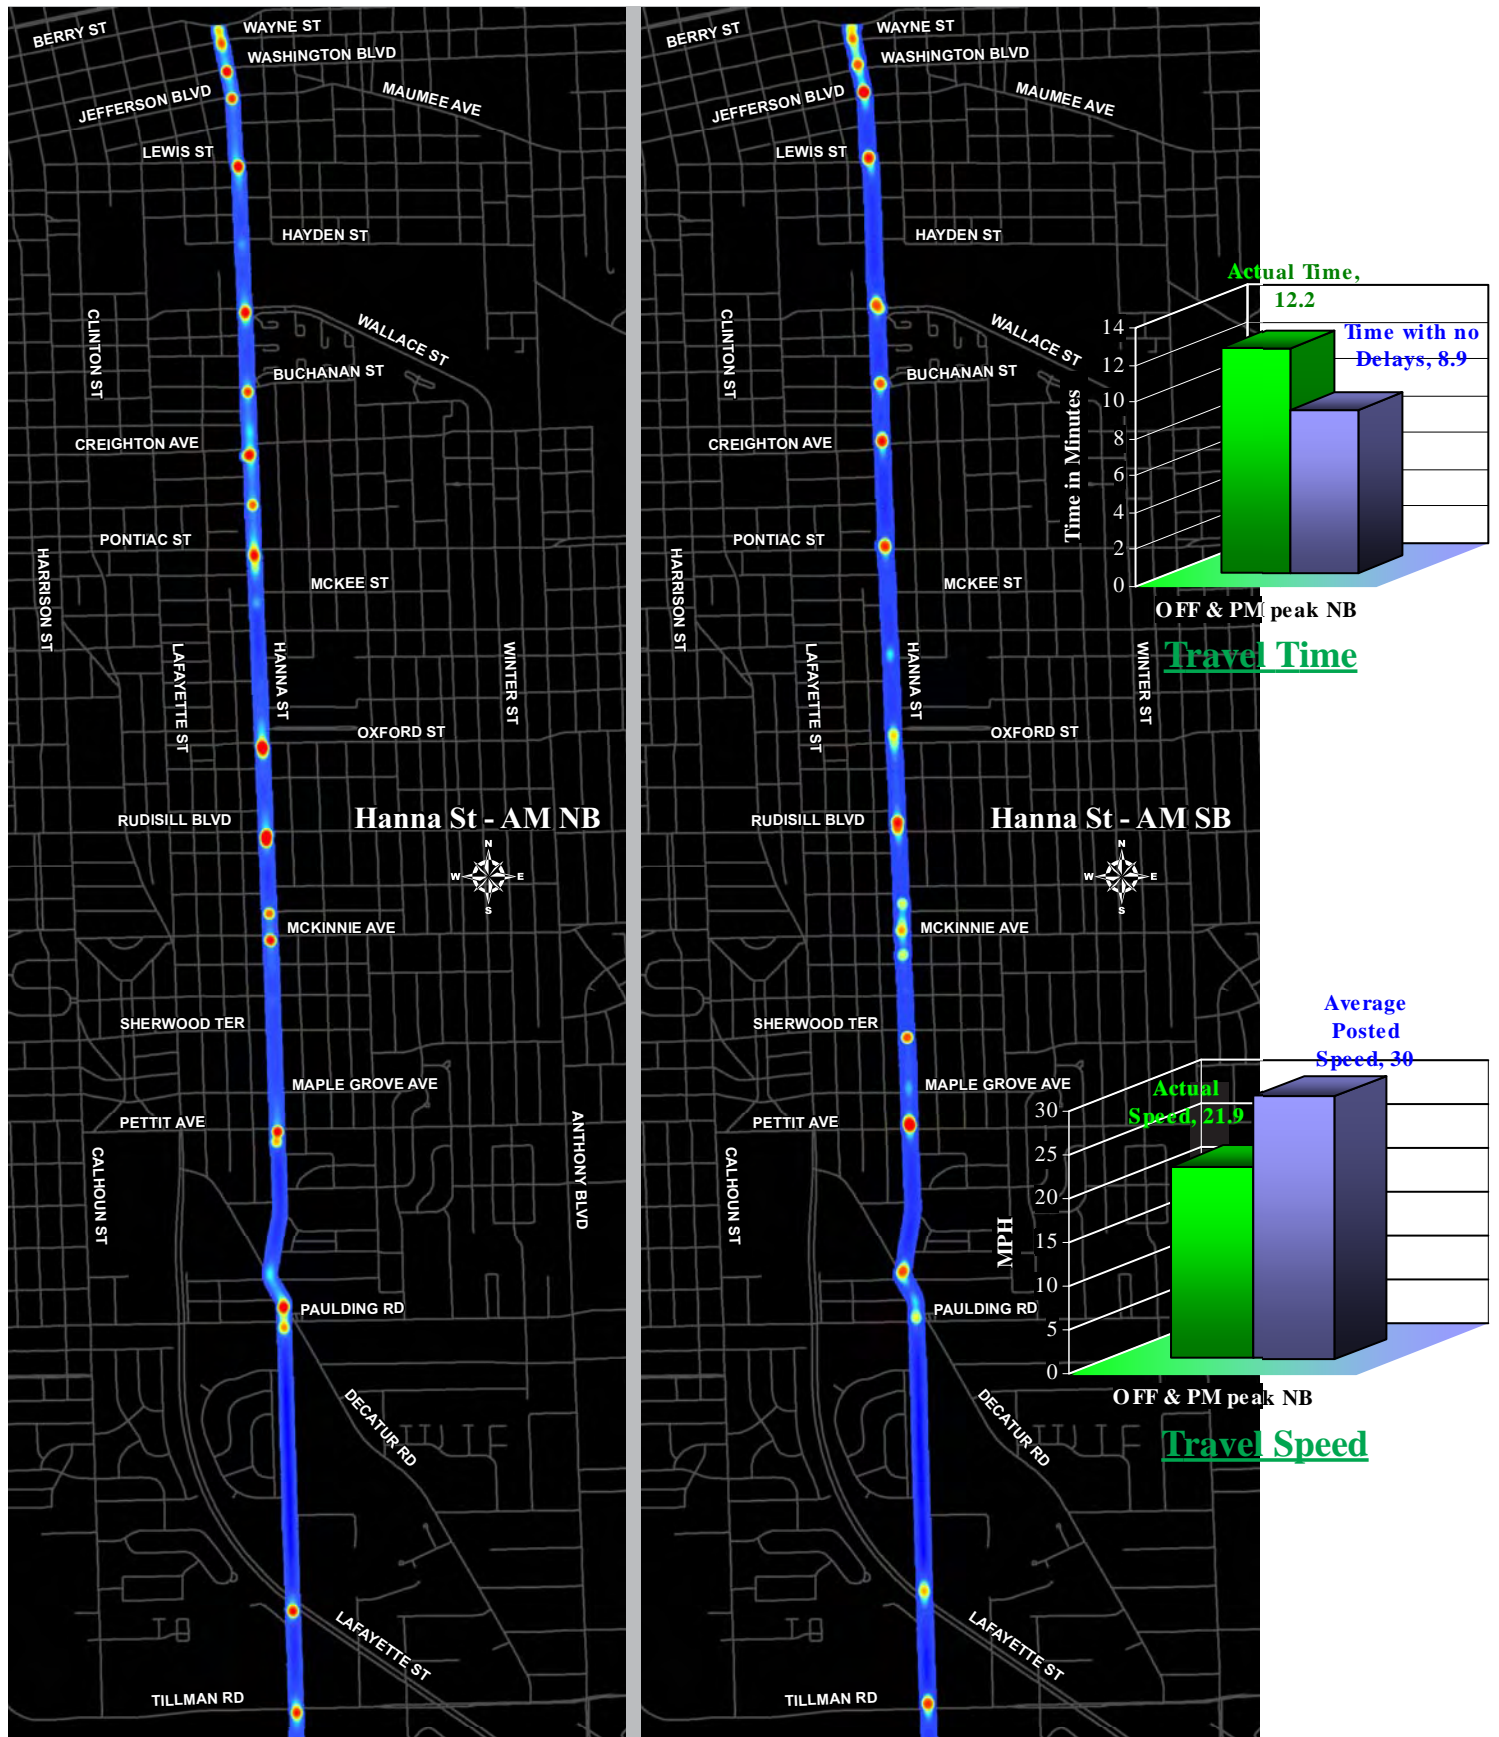 WAYNE ST
BERRY ST
WASHINGTON BLVD
JEFFERSON BLVD
MAUMEE AVE
LEWIS ST
HAYDEN ST
CLINTON ST
WALLACE ST
BUCHANAN ST
CREIGHTON AVE
PONTIAC ST
HARRISON ST
MCKEE ST
LAFAYETTE ST
HANNA ST
WINTER ST
OXFORD ST
RUDISILL BLVD
Hanna St - AM NB
N
W
E
S
MCKINNIE AVE
SHERWOOD TER
MAPLE GROVE AVE
PETTIT AVE
CALHOUN ST
ANTHONY BLVD
PAULDING RD
DECATUR RD
LAFAYETTE ST
TILLMAN RD
WAYNE ST
BERRY ST
WASHINGTON BLVD
JEFFERSON BLVD
MAUMEE AVE
LEWIS ST
HAYDEN ST
CLINTON ST
WALLACE ST
BUCHANAN ST
CREIGHTON AVE
PONTIAC ST
HARRISON ST
MCKEE ST
LAFAYETTE ST
HANNA ST
WINTER ST
OXFORD ST
RUDISILL BLVD
Hanna St - AM SB
N
W
E
S
MCKINNIE AVE
SHERWOOD TER
MAPLE GROVE AVE
PETTIT AVE
CALHOUN ST
PAULDING RD
DECATUR RD
LAFAYETTE ST
TILLMAN RD
Actual Time,
12.2
Time with no
Delays, 8.9
14
12
10
8
6
4
2
0
Time in Minutes
OFF & PM peak NB
Travel Time
Average
Posted
Speed, 30
Actual
Speed, 21.9
30
25
20
15
10
5
0
MPH
OFF & PM peak NB
Travel Speed